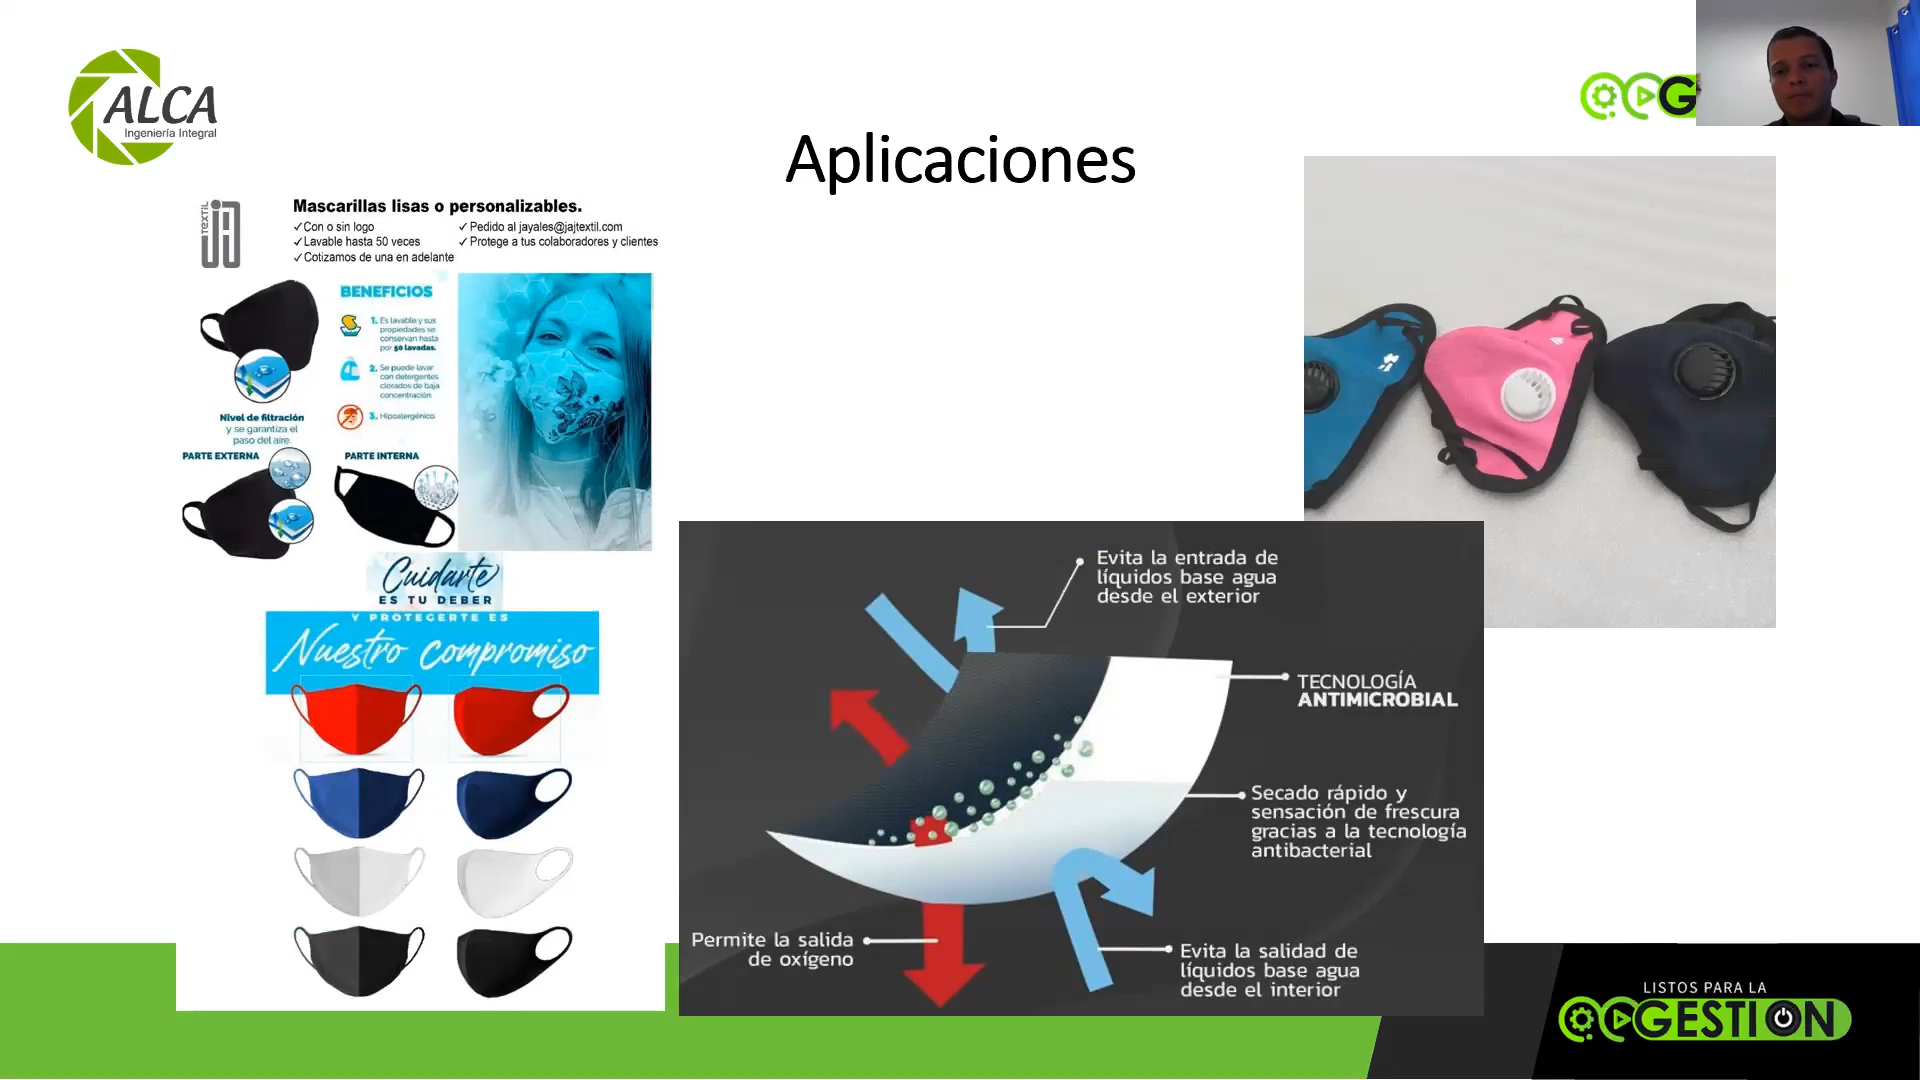 ALCA
Ingeniería Integral
G
Aplicaciones
TEXTIL
JAJ
Mascarillas lisas o personalizables.
✓Con o sin logo
✓Lavable hasta 50 veces
✓Cotizamos de una en adelante
✓Pedido al jayales@jajtextil.com
✓Protege a tus colaboradores y clientes
BENEFICIOS
1. Es lavable y sus
propiedades se
conservan hasta
por 50 lavadas.
2. Se puede lavar
con detergentes
clorados de baja
concentración.
3. Hipoalergénico.
Nivel de filtración
y se garantiza el
paso del aire.
PARTE EXTERNA
PARTE INTERNA
Cuidarte
ES TU DEBER
Y PROTEGERTE ES
Nuestro compromiso
Evita la entrada de
líquidos base agua
desde el exterior
TECNOLOGÍA
ANTIMICROBIAL
Secado rápido y
sensación de frescura
gracias a la tecnología
antibacterial
Permite la salida
de oxígeno
Evita la salidad de
líquidos base agua
desde el interior
LISTOS PARA LA
GESTION